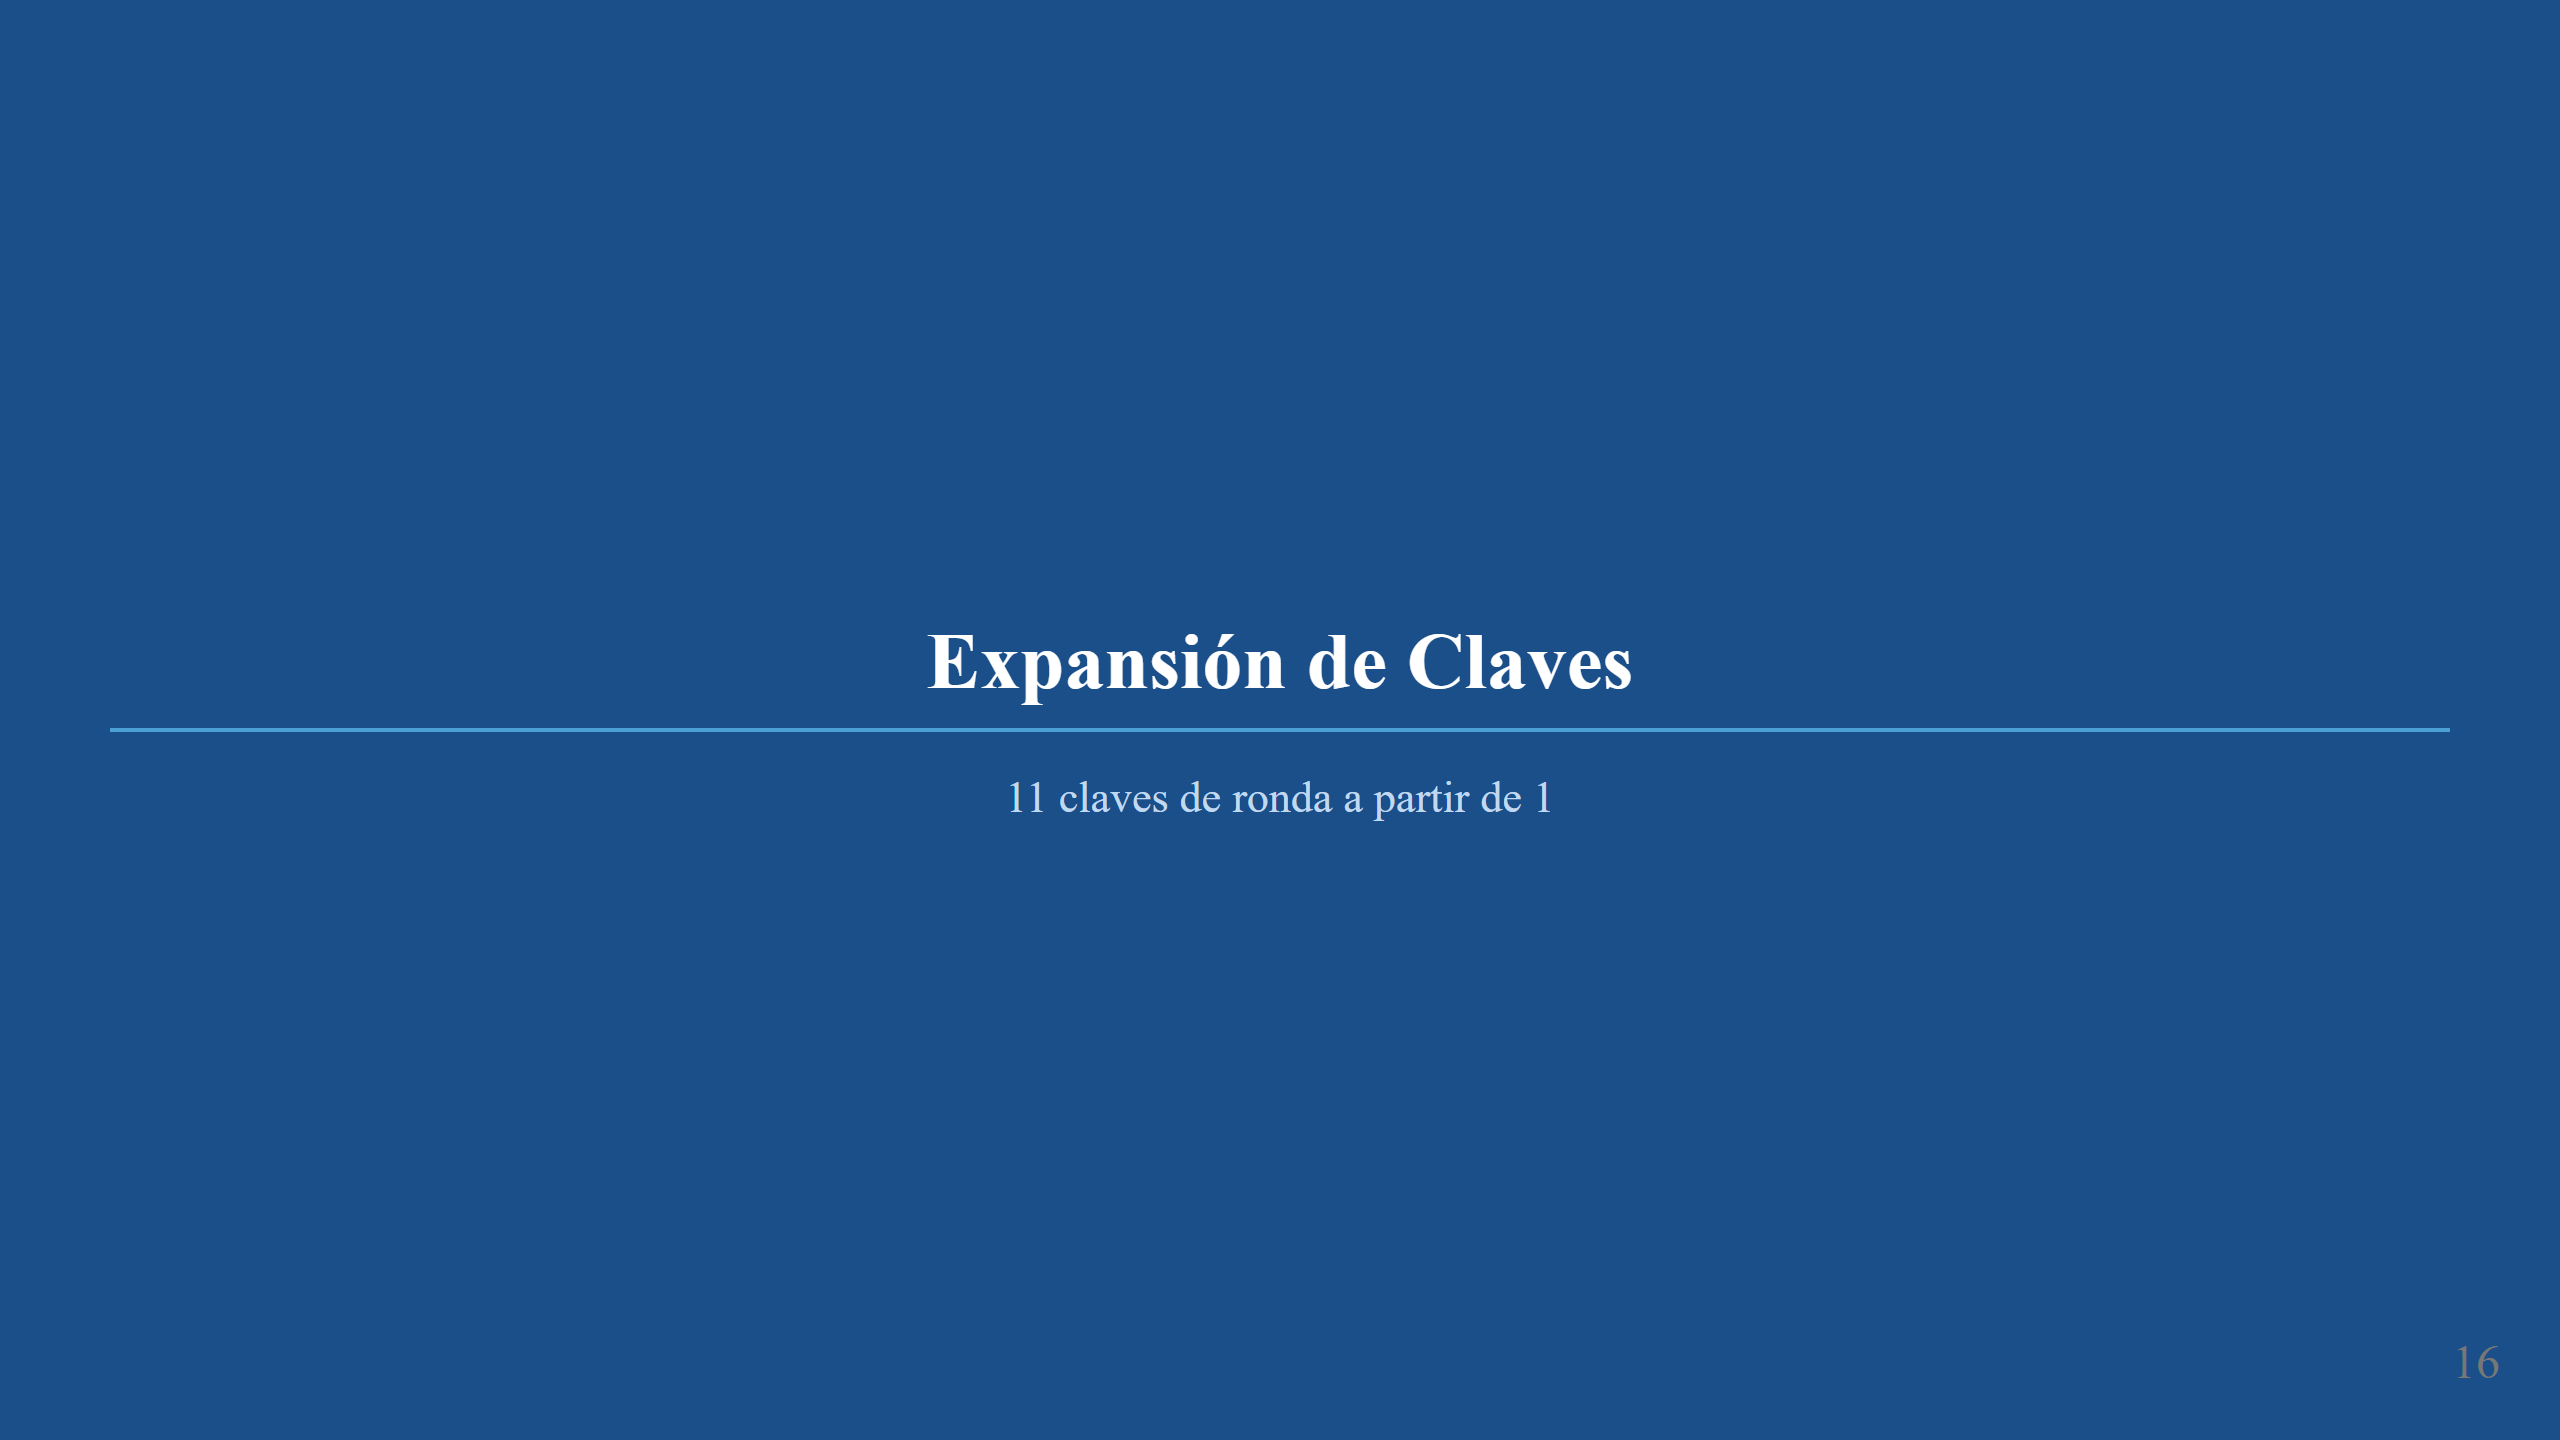 Expansión de Claves
11 claves de ronda a partir de 1
16